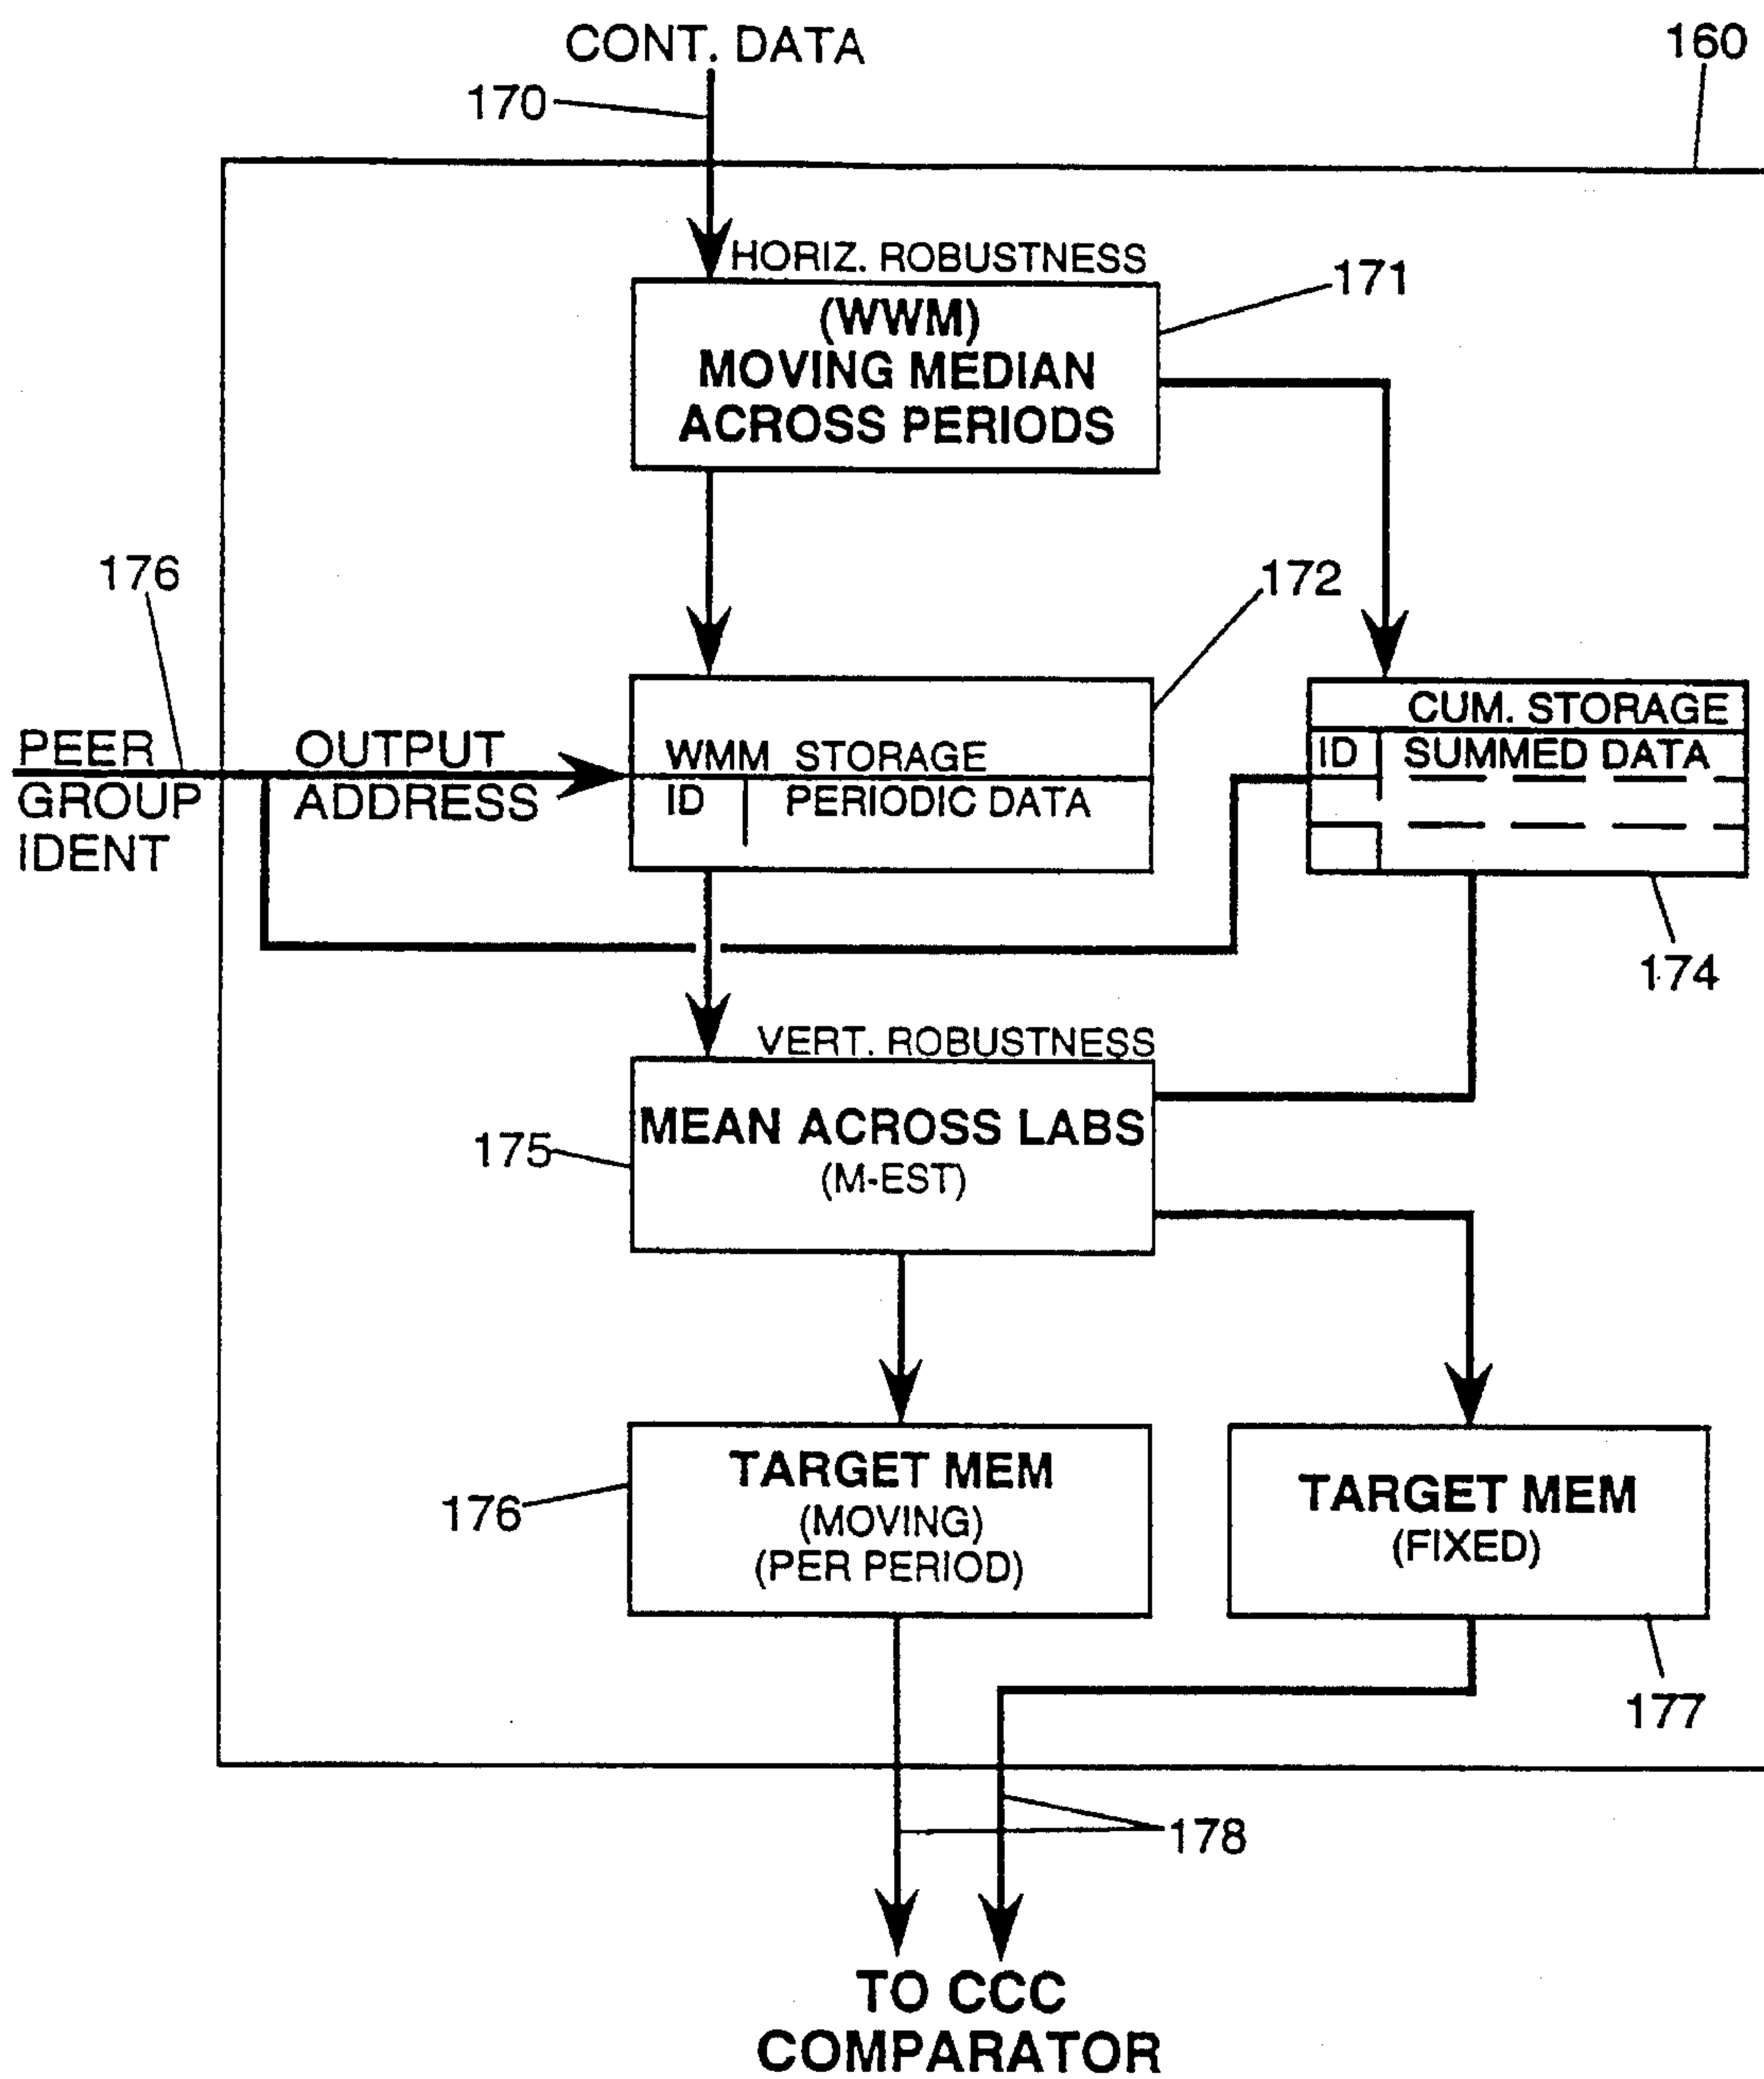 CONT. DATA
160
170
HORIZ. ROBUSTNESS
171
(WWM)
MOVING MEDIAN
ACROSS PERIODS
176
172
CUM. STORAGE
ID SUMMED DATA
PEER
GROUP
IDENT
OUTPUT
ADDRESS
WMM STORAGE
ID PERIODIC DATA
174
VERT. ROBUSTNESS
MEAN ACROSS LABS
(M-EST)
175
TARGET MEM
(MOVING)
(PER PERIOD)
176
TARGET MEM
(FIXED)
177
178
TO CCC
COMPARATOR